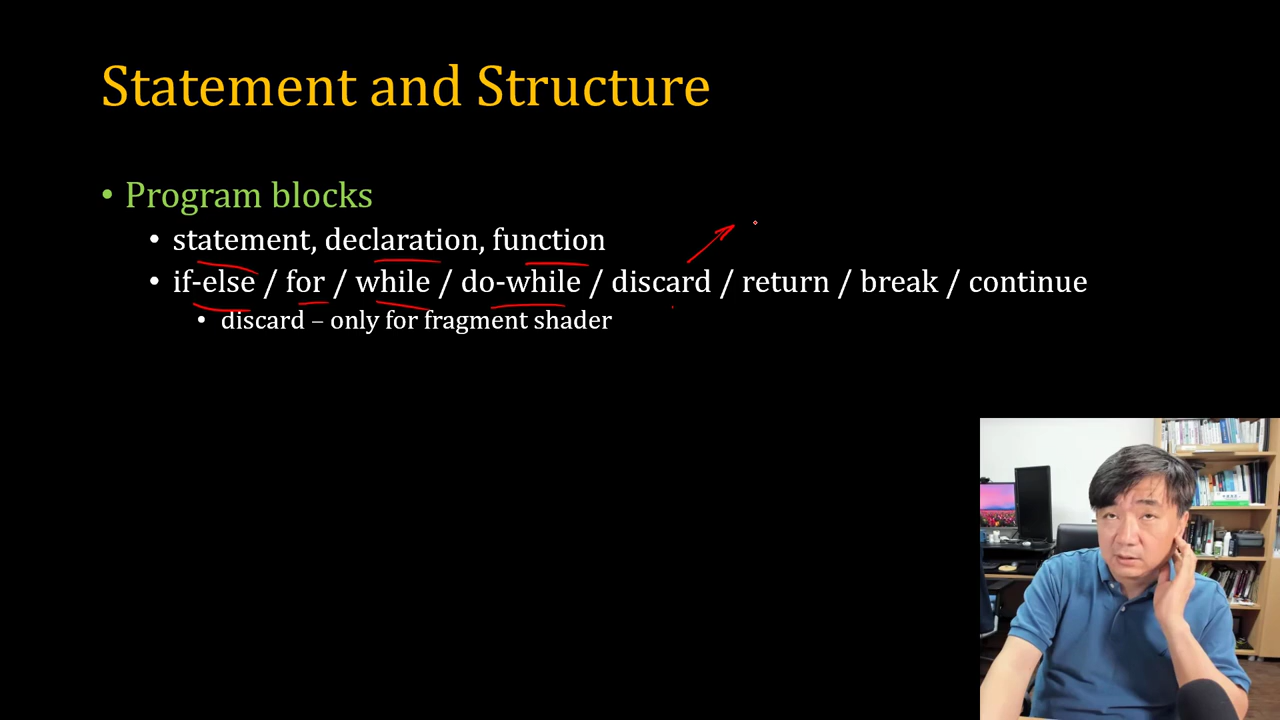 Statement and Structure
• Program blocks
• statement, declaration, function
• if-else / for / while / do-while / discard / return / break / continue
• discard – only for fragment shader